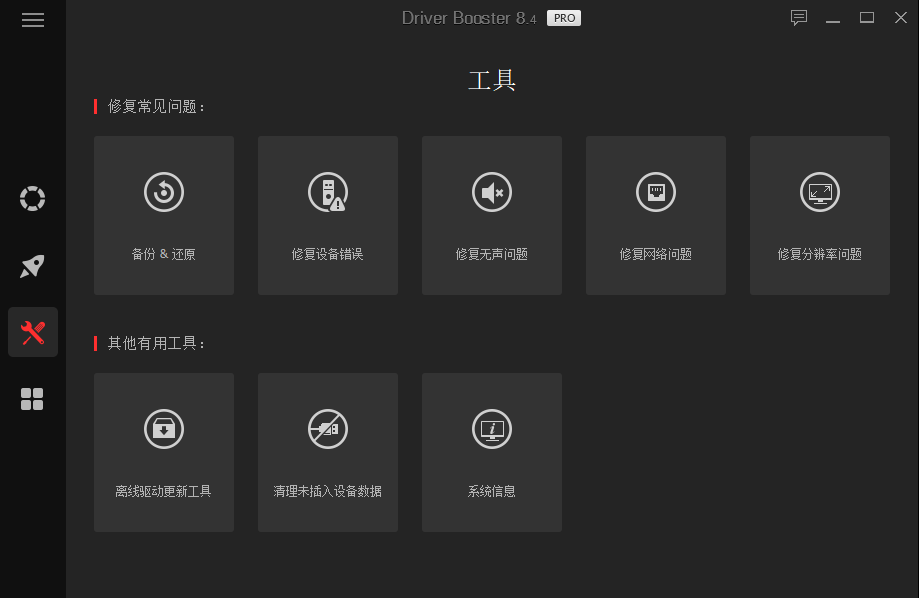 Driver Booster 8.4 PRO
工具
修复常见问题：
备份 & 还原
修复设备错误
修复无声问题
修复网络问题
修复分辨率问题
其他有用工具：
离线驱动更新工具
清理未插入设备数据
系统信息